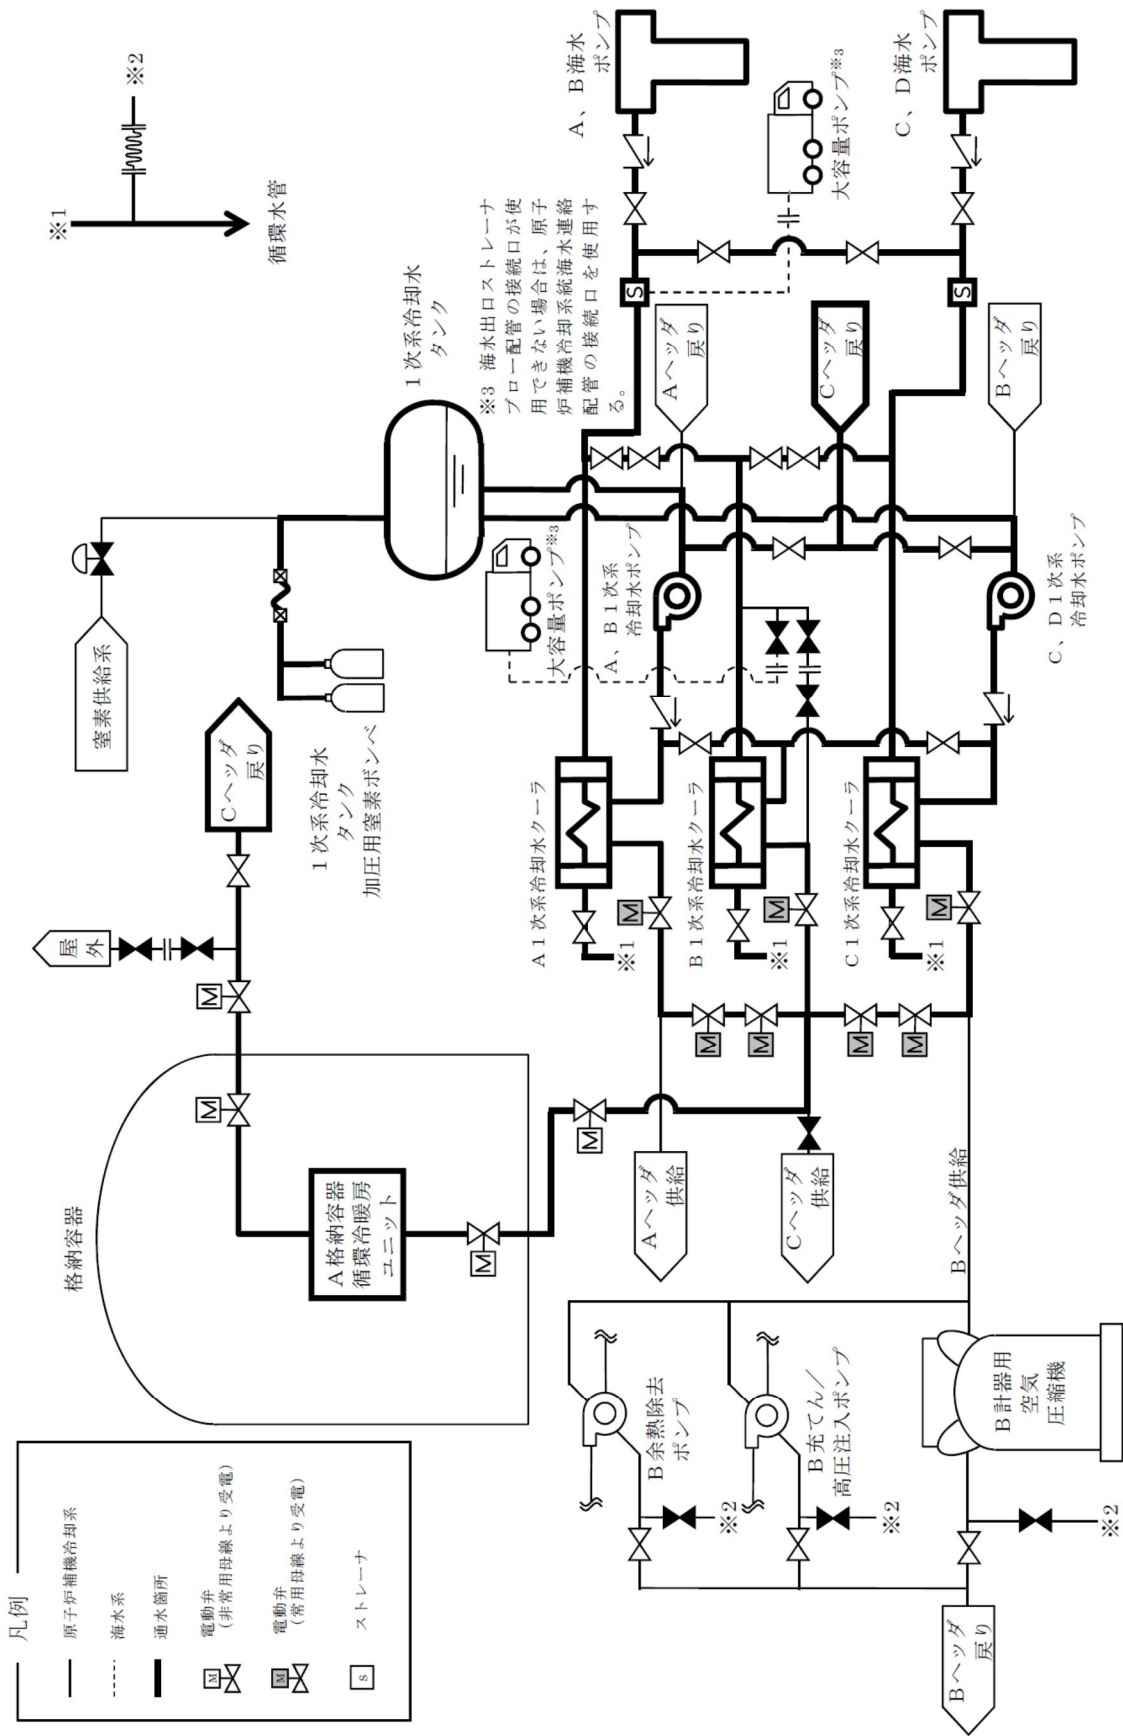 凡例
原子炉補機冷却系
海水系
通水箇所
M
電動弁
(非常用母線より受電)
M
電動弁
(常用母線より受電)
S
ストレーナ
格納容器
A格納容器
循環冷暖房
ユニット
M
M
M
M
屋外
Cヘッダ
戻り
窒素供給系
1次系冷却水
タンク
加圧用窒素ボンベ
1次系冷却水
タンク
※1
※2
循環水管
※3 海水出口ストレーナ
ブロー配管の接続口が使
用できない場合は、原子
炉補機冷却系統海水連絡
配管の接続口を使用す
る。
大容量ポンプ※3
A、B1次系
冷却水ポンプ
C、D1次系
冷却水ポンプ
A1次系冷却水クーラ
B1次系冷却水クーラ
C1次系冷却水クーラ
※1
※1
※1
M
M
M
M
M
M
M
Aヘッダ
戻り
Cヘッダ
戻り
Bヘッダ
戻り
S
S
A、B海水
ポンプ
大容量ポンプ※3
C、D海水
ポンプ
Aヘッダ
供給
Cヘッダ
供給
Bヘッダ供給
B余熱除去
ポンプ
B充てん/
高圧注入ポンプ
B計器用
空気
圧縮機
※2
※2
※2
Bヘッダ
戻り